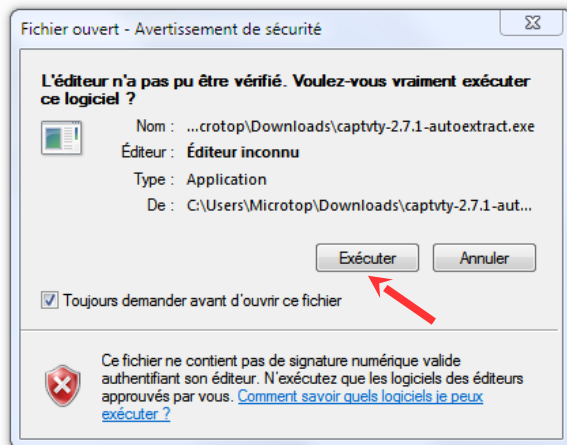 Fichier ouvert - Avertissement de sécurité
L'éditeur n'a pas pu être vérifié. Voulez-vous vraiment exécuter
ce logiciel ?
Nom : ...crotop\Downloads\captvty-2.7.1-autoextract.exe
Éditeur : Éditeur inconnu
Type : Application
De : C:\Users\Microtop\Downloads\captvty-2.7.1-aut...
Exécuter Annuler
Toujours demander avant d'ouvrir ce fichier
Ce fichier ne contient pas de signature numérique valide
authentifiant son éditeur. N'exécutez que les logiciels des éditeurs
approuvés par vous. Comment savoir quels logiciels je peux
exécuter ?